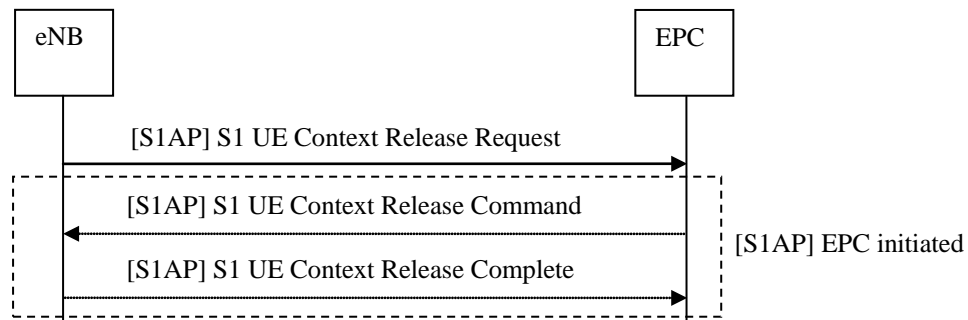 eNB
EPC
[S1AP] S1 UE Context Release Request
[S1AP] S1 UE Context Release Command
[S1AP] EPC initiated
[S1AP] S1 UE Context Release Complete